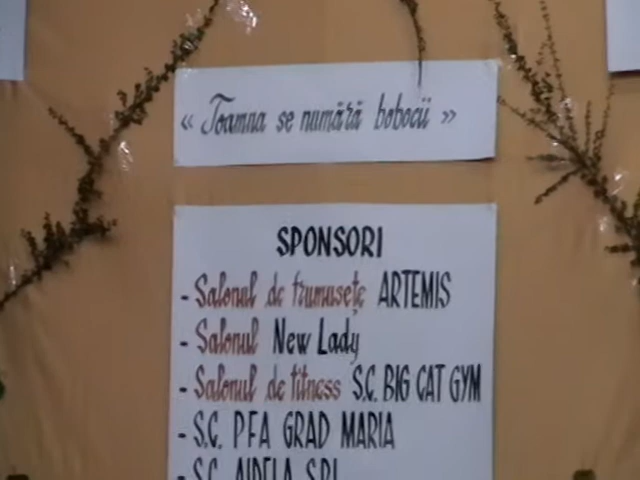 « Toamna se numără bobocii »
SPONSORI
- Salonul de frumusețe ARTEMIS
- Salonul New Lady
- Salonul de fitness S.C. BIG CAT GYM
- S.C. PFA GRAD MARIA
- S.C. AIDELA SRL